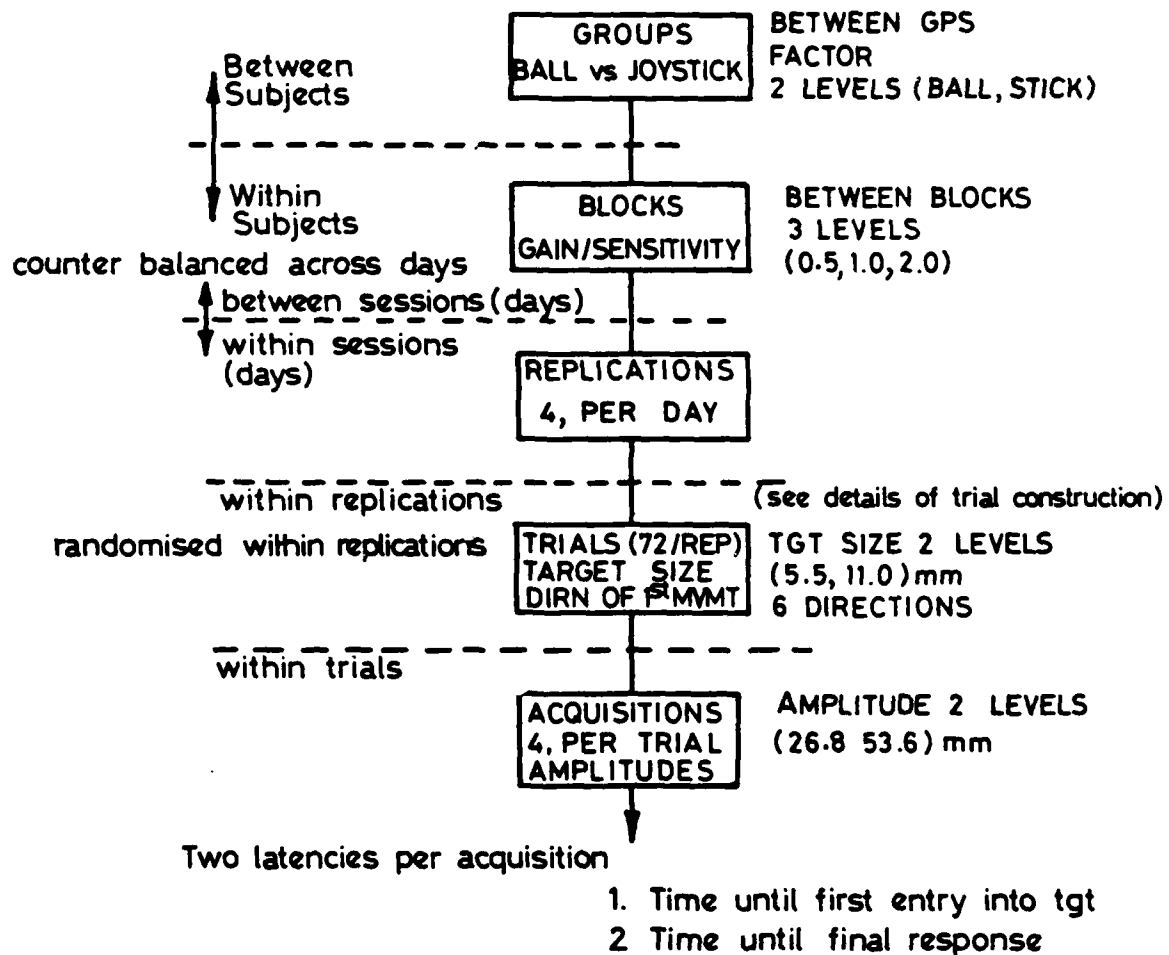 GROUPS
BALL vs JOYSTICK
BETWEEN GPS
FACTOR
2 LEVELS (BALL, STICK)
Between
Subjects
Within
Subjects
counter balanced across days
BLOCKS
GAIN/SENSITIVITY
BETWEEN BLOCKS
3 LEVELS
(0.5, 1.0, 2.0)
between sessions (days)
within sessions
(days)
REPLICATIONS
4, PER DAY
within replications
(see details of trial construction)
randomised within replications
TRIALS (72/REP)
TARGET SIZE
DIRN OF 1ST MVMT
TGT SIZE 2 LEVELS
(5.5, 11.0) mm
6 DIRECTIONS
within trials
ACQUISITIONS
4, PER TRIAL
AMPLITUDES
AMPLITUDE 2 LEVELS
(26.8 53.6) mm
Two latencies per acquisition
1. Time until first entry into tgt
2 Time until final response